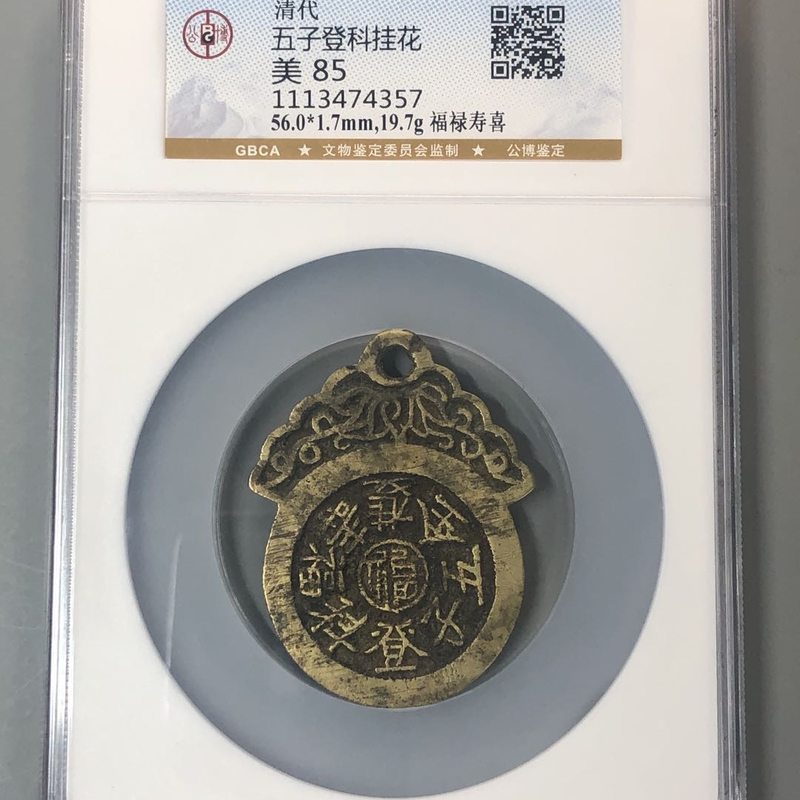 公 博
清代
五子登科挂花
美 85
1113474357
56.0*1.7mm,19.7g 福禄寿喜
GBCA ★ 文物鉴定委员会监制 ★ 公博鉴定
福
五子登